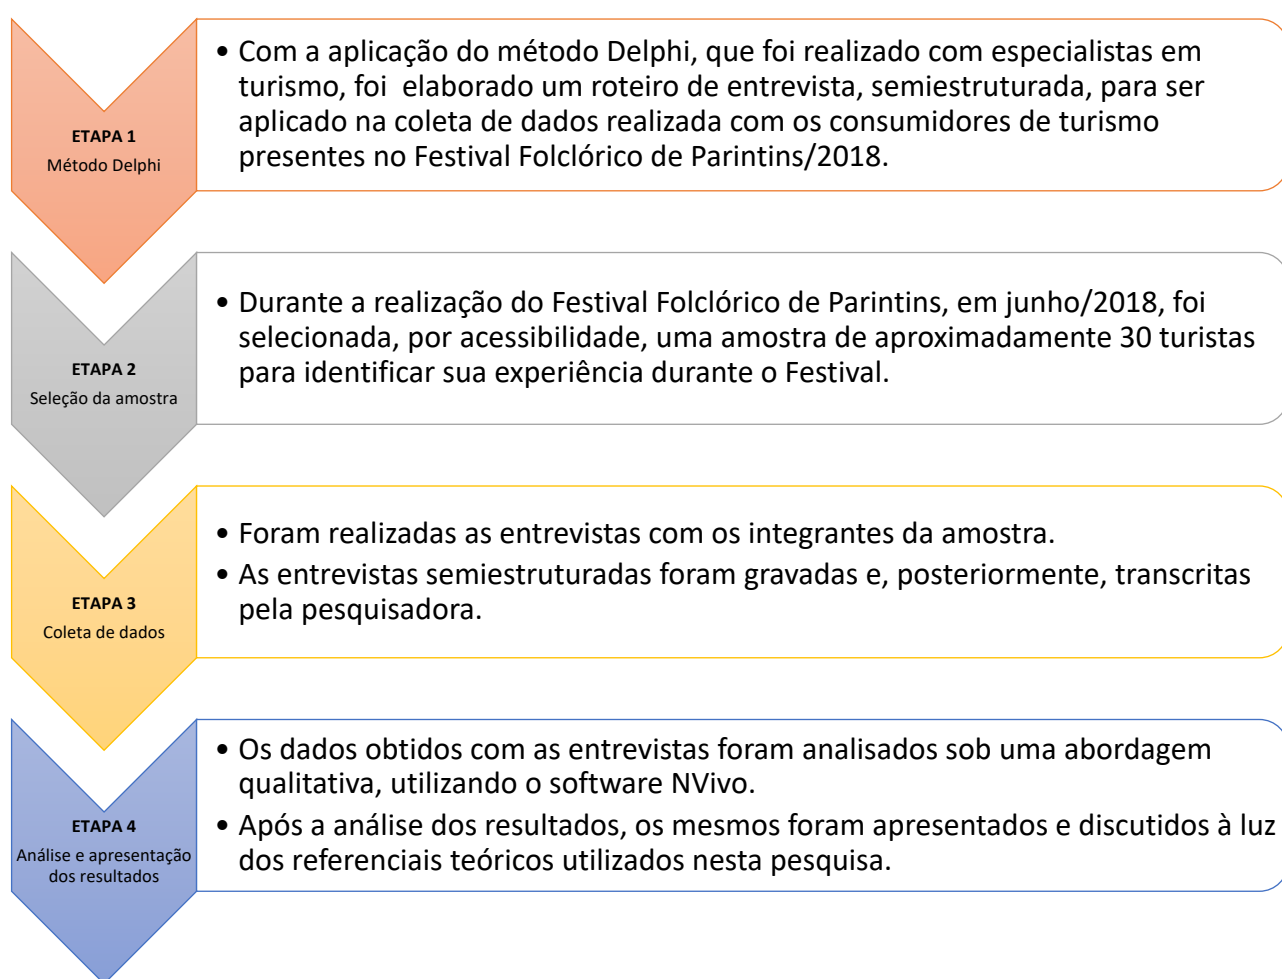 ETAPA 1
Método Delphi
• Com a aplicação do método Delphi, que foi realizado com especialistas em
turismo, foi elaborado um roteiro de entrevista, semiestruturada, para ser
aplicado na coleta de dados realizada com os consumidores de turismo
presentes no Festival Folclórico de Parintins/2018.
ETAPA 2
Seleção da amostra
• Durante a realização do Festival Folclórico de Parintins, em junho/2018, foi
selecionada, por acessibilidade, uma amostra de aproximadamente 30 turistas
para identificar sua experiência durante o Festival.
ETAPA 3
Coleta de dados
• Foram realizadas as entrevistas com os integrantes da amostra.
• As entrevistas semiestruturadas foram gravadas e, posteriormente, transcritas
pela pesquisadora.
ETAPA 4
Análise e apresentação
dos resultados
• Os dados obtidos com as entrevistas foram analisados sob uma abordagem
qualitativa, utilizando o software NVivo.
• Após a análise dos resultados, os mesmos foram apresentados e discutidos à luz
dos referenciais teóricos utilizados nesta pesquisa.